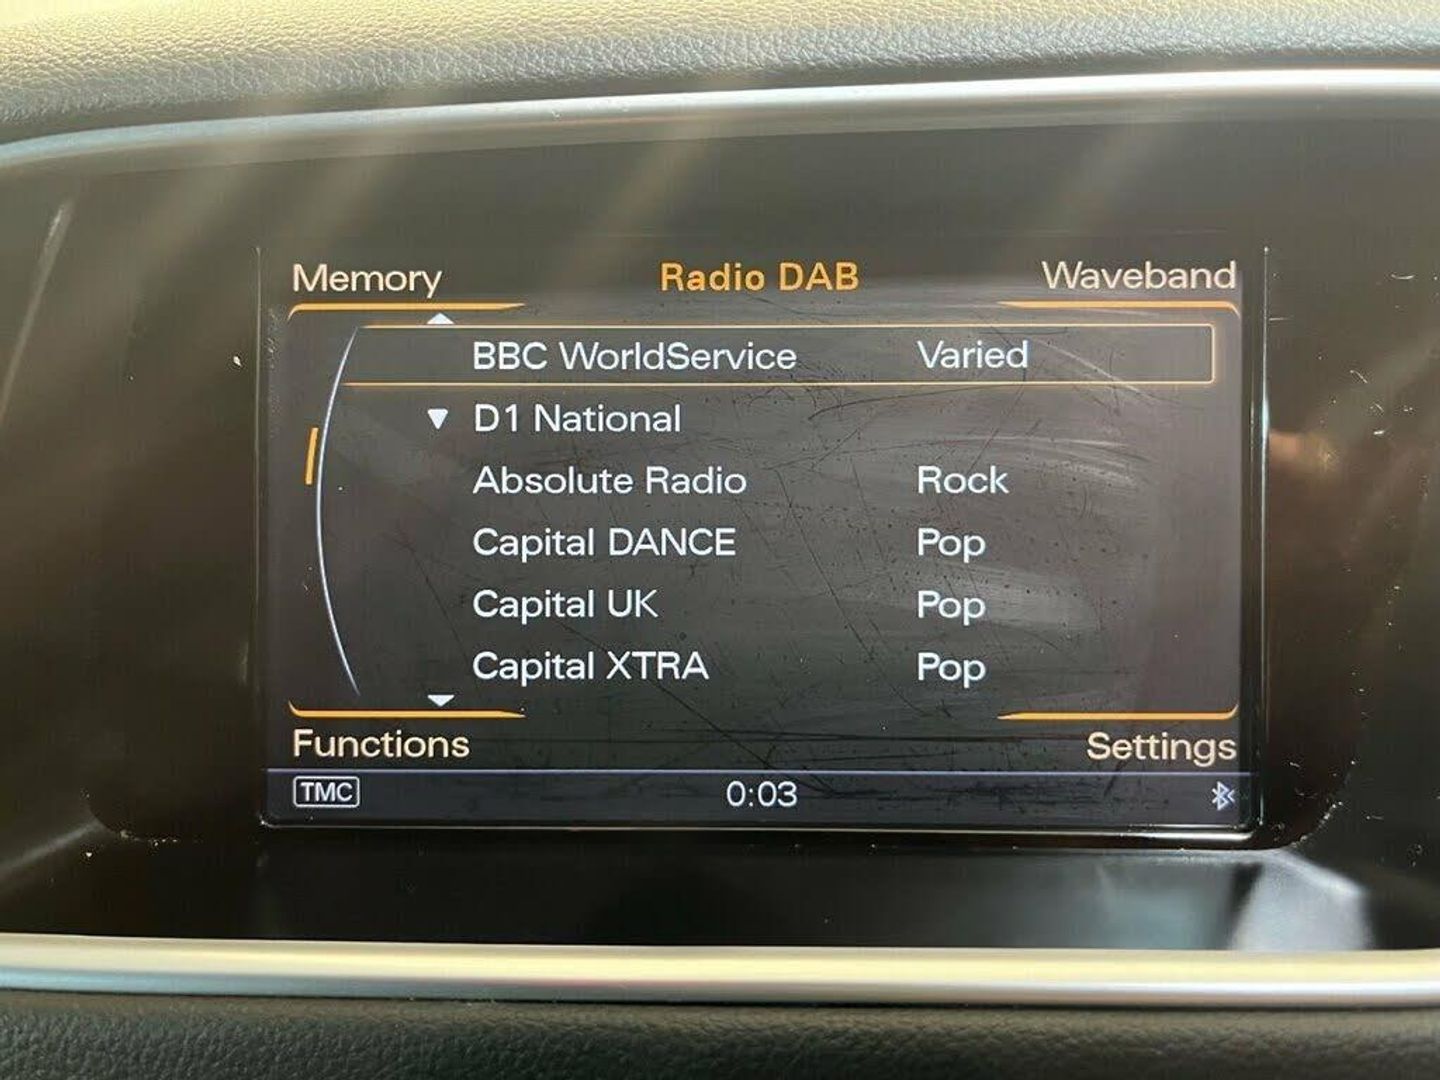 Memory Radio DAB Waveband
BBC WorldService Varied
D1 National
Absolute Radio Rock
Capital DANCE Pop
Capital UK Pop
Capital XTRA Pop
Functions Settings
TMC 0:03